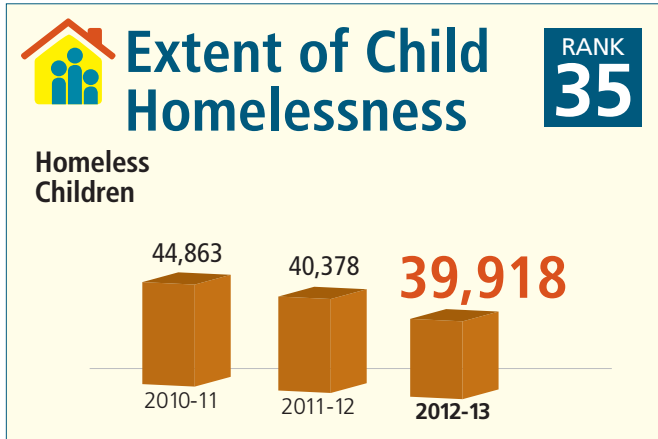 Extent of Child
Homelessness
RANK
35
Homeless
Children
44,863
40,378
39,918
2010-11
2011-12
2012-13